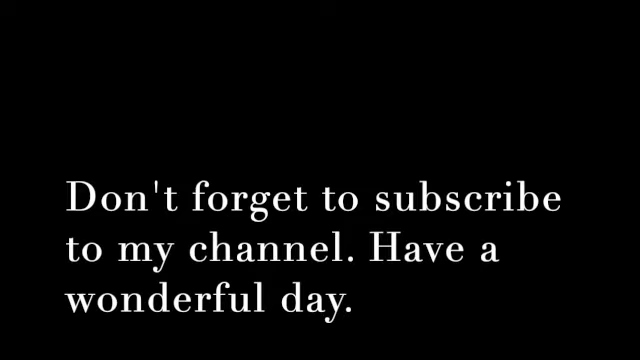 Don't forget to subscribe
to my channel. Have a
wonderful day.